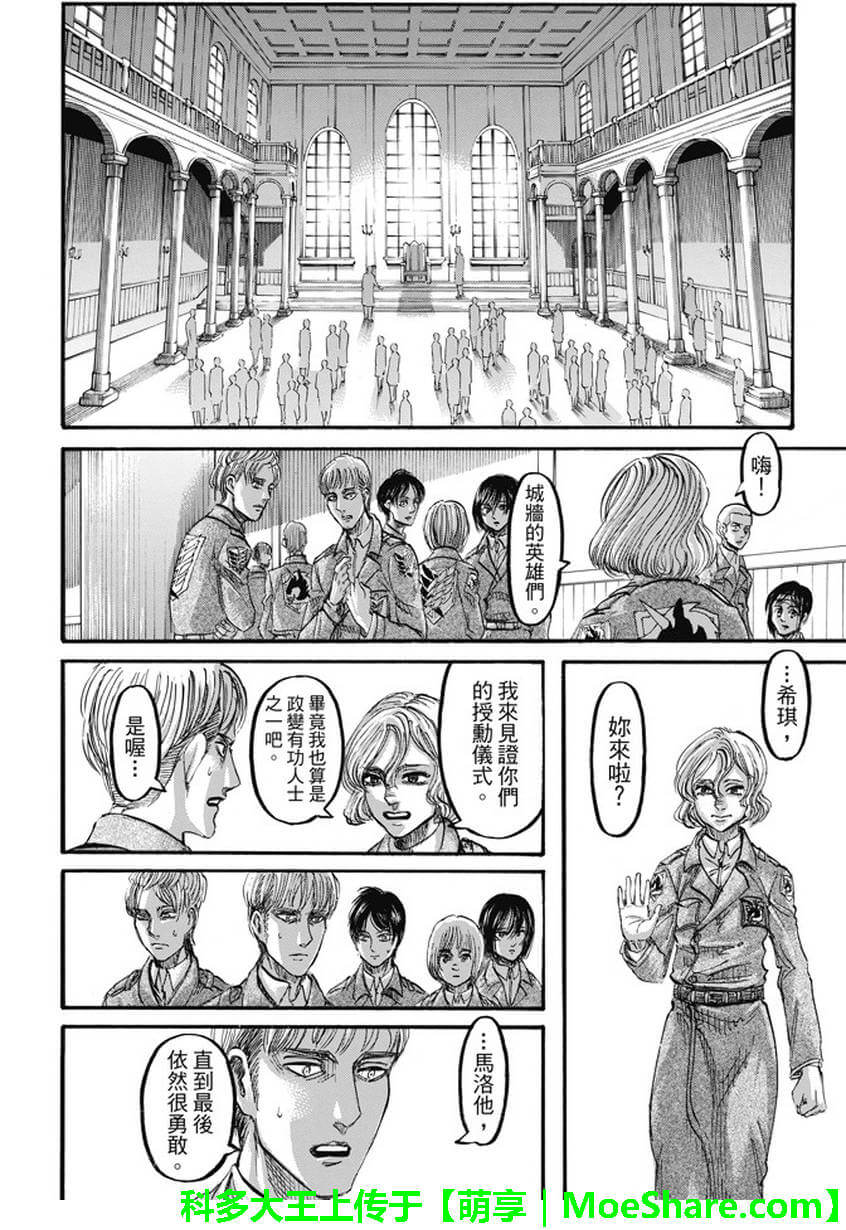 嗨！
城牆的英雄們。
…希琪，
妳來啦？
我來見證你們
的授勳儀式。
畢竟我也算是
政變有功人士
之一吧。
是喔…
…馬洛他，
直到最後
依然很勇敢。
科多大王上传于【萌享｜MoeShare.com】